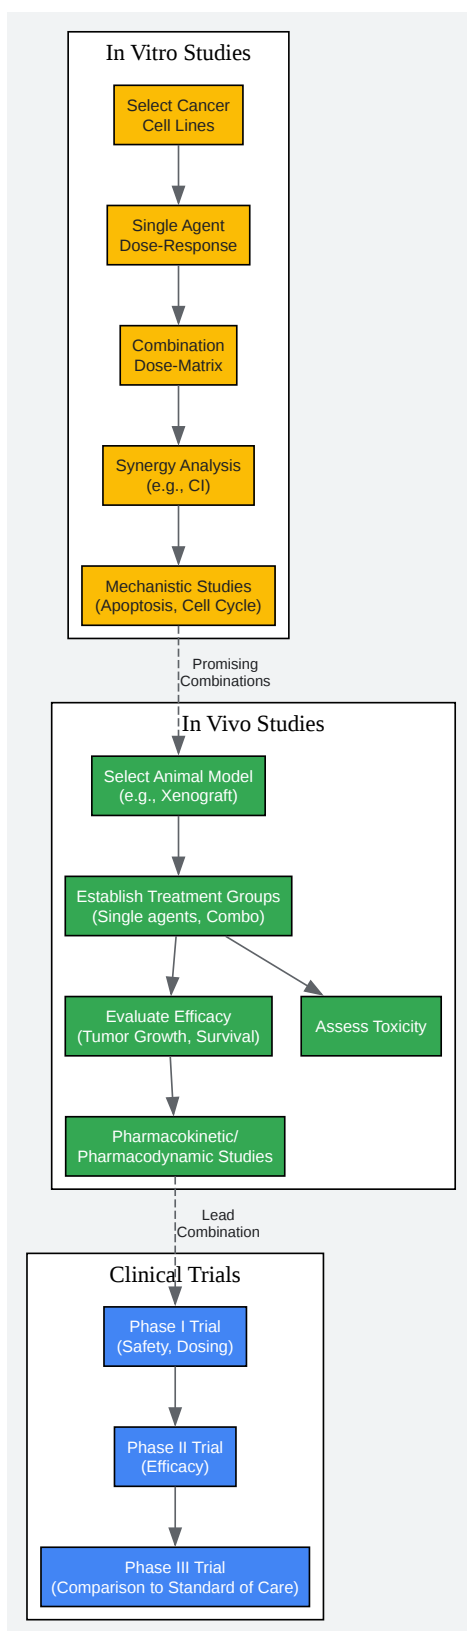 In Vitro Studies
Select Cancer
Cell Lines
Single Agent
Dose-Response
Combination
Dose-Matrix
Synergy Analysis
(e.g., CI)
Mechanistic Studies
(Apoptosis, Cell Cycle)
Promising
Combinations
In Vivo Studies
Select Animal Model
(e.g., Xenograft)
Establish Treatment Groups
(Single agents, Combo)
Evaluate Efficacy
(Tumor Growth, Survival)
Assess Toxicity
Pharmacokinetic/
Pharmacodynamic Studies
Lead
Combination
Clinical Trials
Phase I Trial
(Safety, Dosing)
Phase II Trial
(Efficacy)
Phase III Trial
(Comparison to Standard of Care)